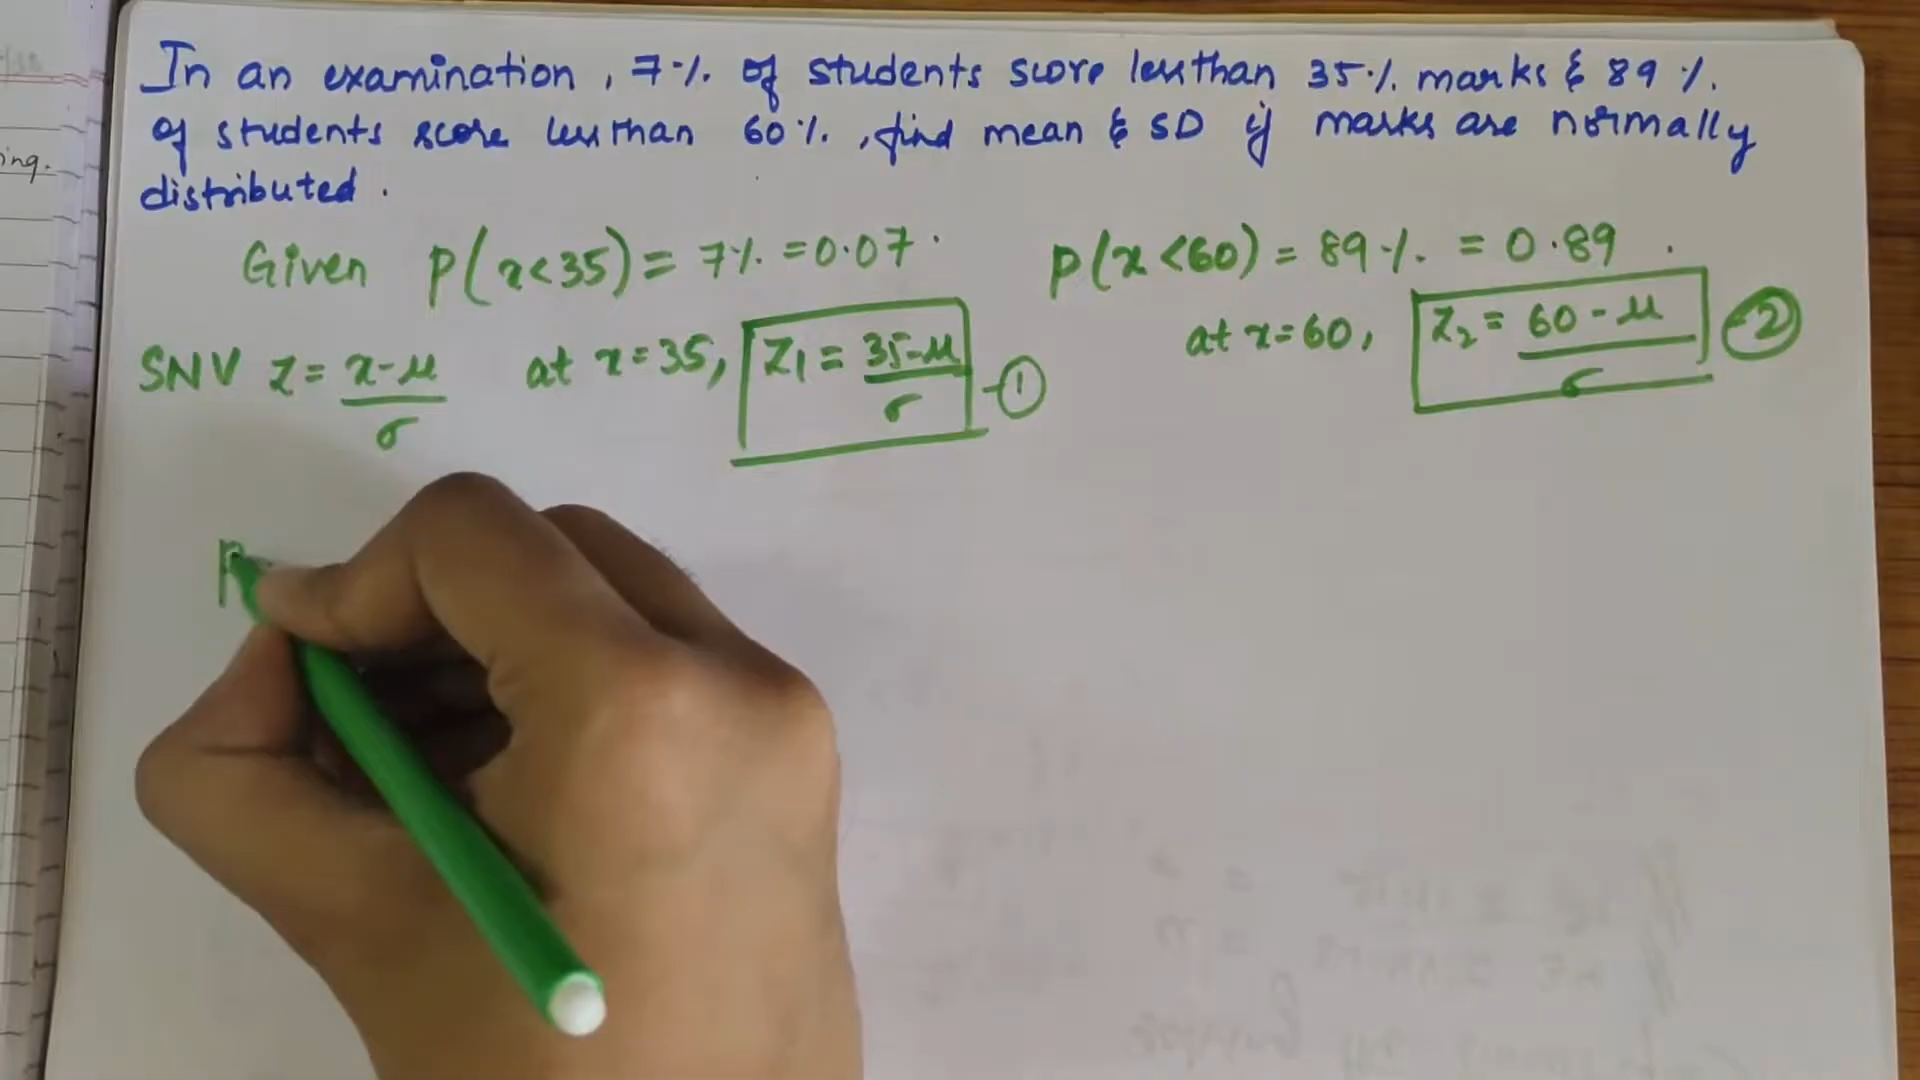 In an examination, 7% of students score less than 35% marks & 89%
of students score less than 60%, find mean & SD if marks are normally
distributed.
Given P(x<35) = 7% = 0.07. P(x<60) = 89% = 0.89.
SNV Z = x-μ/σ at x=35, Z1 = 35-μ/σ -① at x=60, Z2 = 60-μ/σ -②
P
ing.